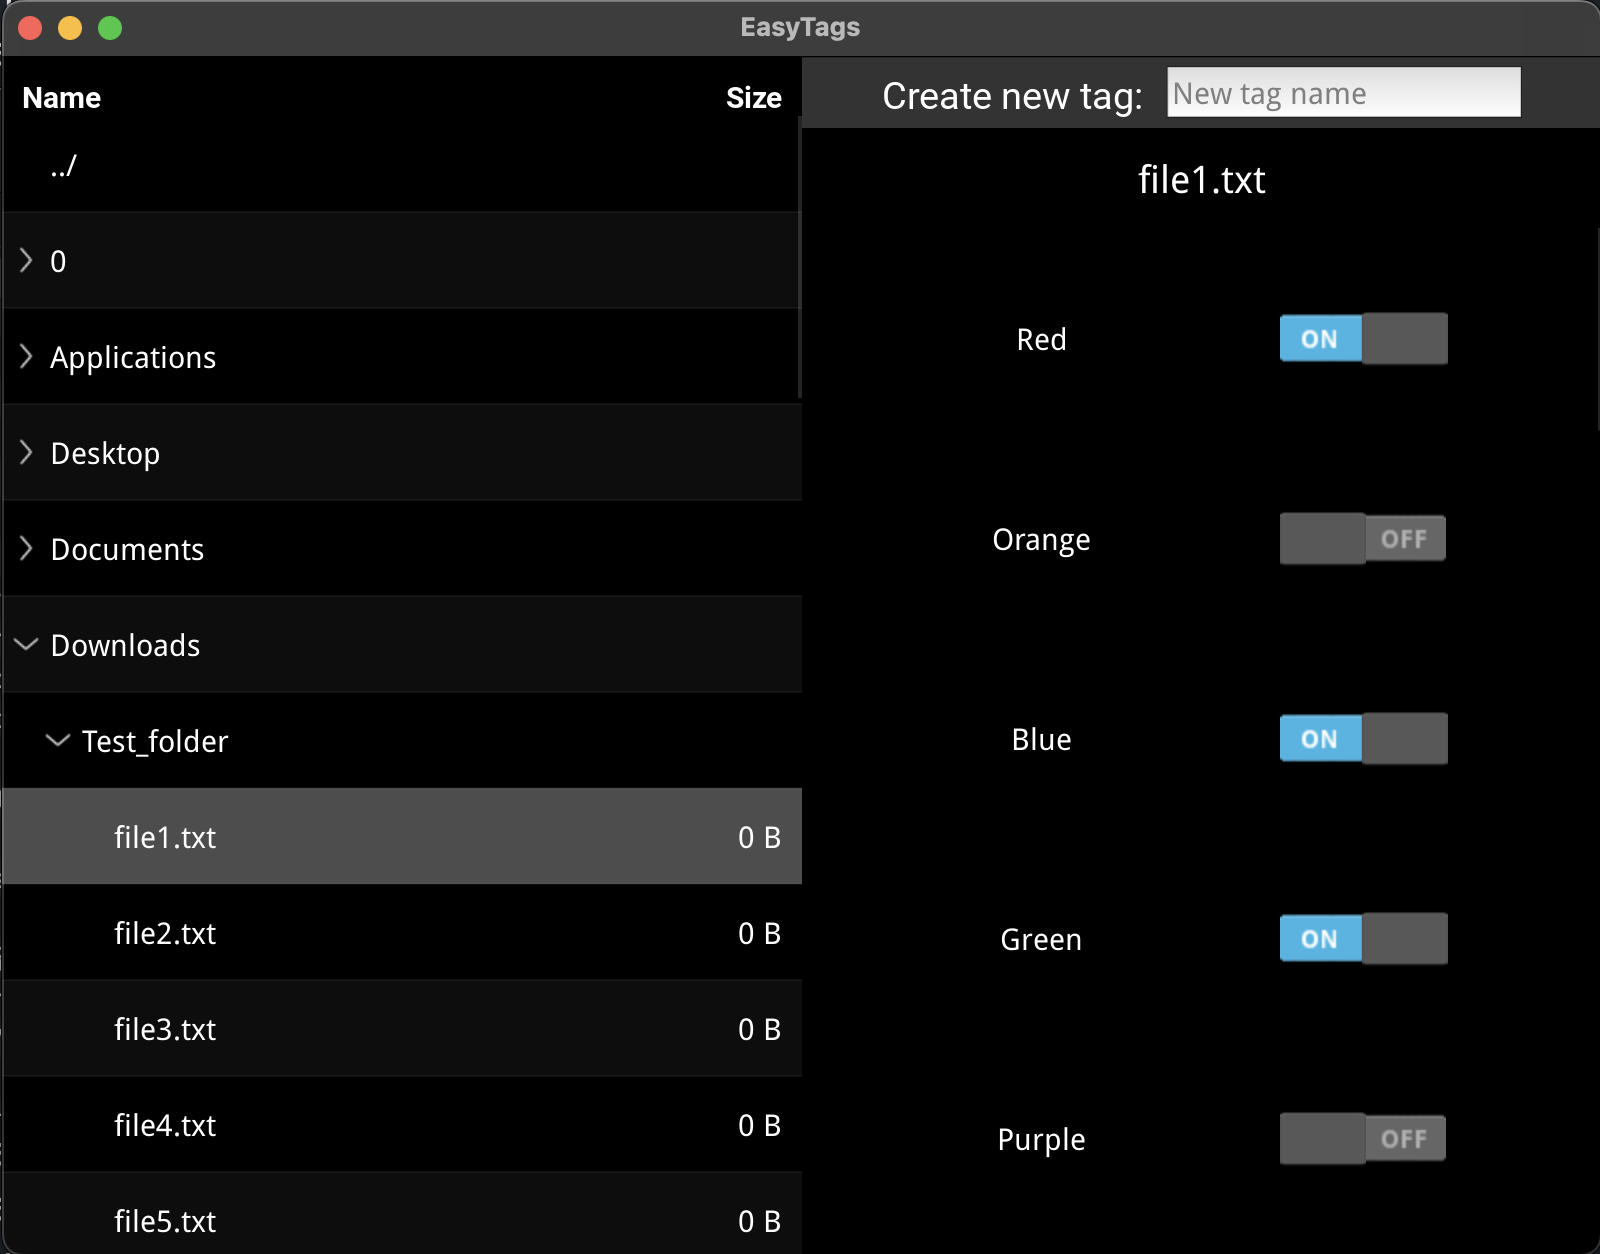 EasyTags
Name Size
../
0
Applications
Desktop
Documents
Downloads
Test_folder
file1.txt 0 B
file2.txt 0 B
file3.txt 0 B
file4.txt 0 B
file5.txt 0 B
Create new tag: New tag name
file1.txt
Red ON
Orange OFF
Blue ON
Green ON
Purple OFF